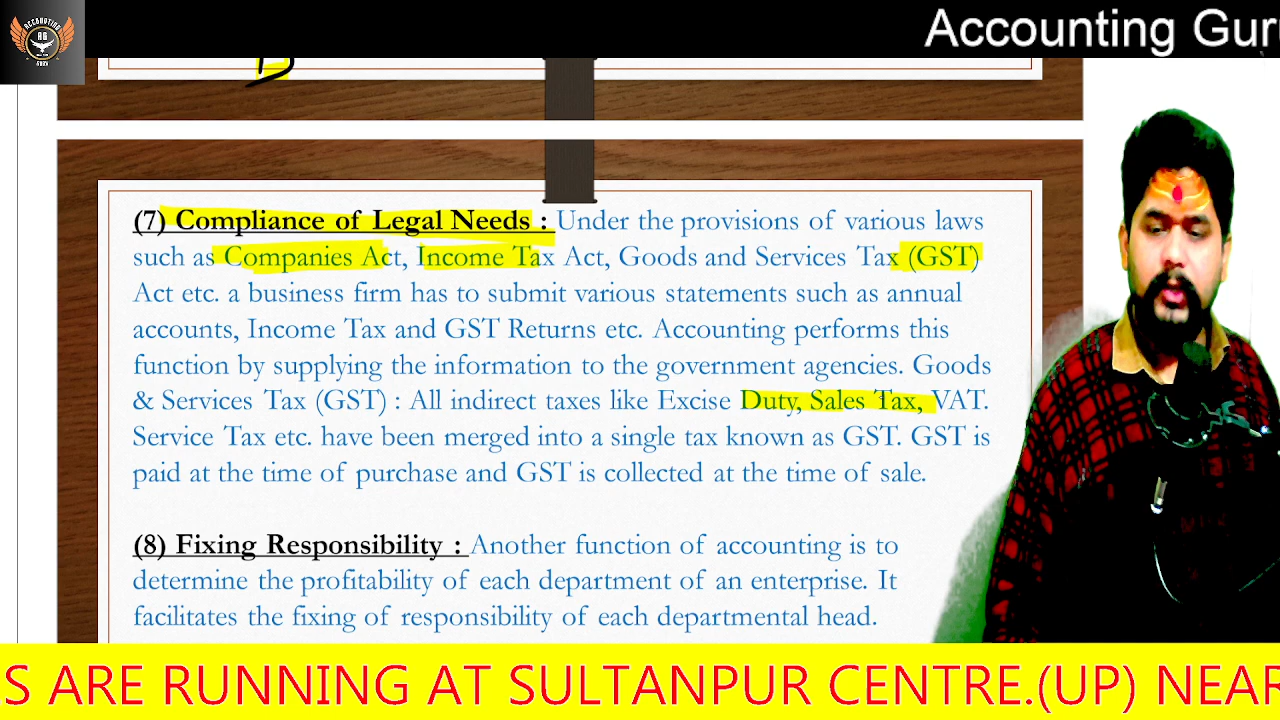 ACCOUNTING
AG
GURU
Accounting Gur
(7) Compliance of Legal Needs : Under the provisions of various laws
such as Companies Act, Income Tax Act, Goods and Services Tax (GST)
Act etc. a business firm has to submit various statements such as annual
accounts, Income Tax and GST Returns etc. Accounting performs this
function by supplying the information to the government agencies. Goods
& Services Tax (GST) : All indirect taxes like Excise Duty, Sales Tax, VAT.
Service Tax etc. have been merged into a single tax known as GST. GST is
paid at the time of purchase and GST is collected at the time of sale.
(8) Fixing Responsibility : Another function of accounting is to
determine the profitability of each department of an enterprise. It
facilitates the fixing of responsibility of each departmental head.
S ARE RUNNING AT SULTANPUR CENTRE.(UP) NEAR